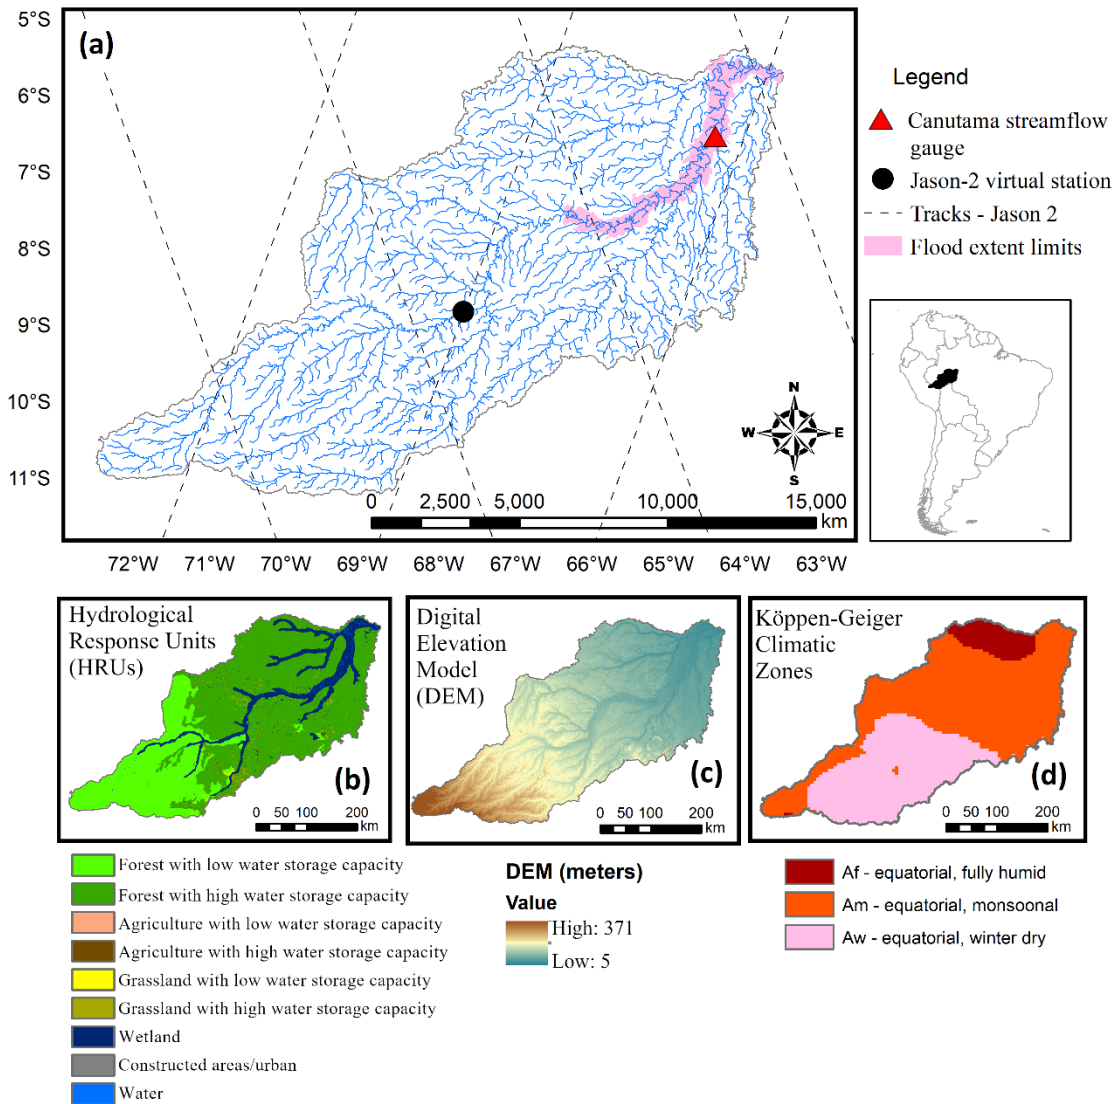 5°S
6°S
7°S
8°S
9°S
10°S
11°S
(a)
N
W
E
S
0
2,500
5,000
10,000
15,000
km
72°W
71°W
70°W
69°W
68°W
67°W
66°W
65°W
64°W
63°W
Legend
Canutama streamflow
gauge
Jason-2 virtual station
Tracks - Jason 2
Flood extent limits
Hydrological
Response Units
(HRUs)
(b)
0 50 100 200
km
Digital
Elevation
Model
(DEM)
(c)
0 50 100 200
km
Köppen-Geiger
Climatic
Zones
(d)
0 50 100 200
km
Forest with low water storage capacity
Forest with high water storage capacity
Agriculture with low water storage capacity
Agriculture with high water storage capacity
Grassland with low water storage capacity
Grassland with high water storage capacity
Wetland
Constructed areas/urban
Water
DEM (meters)
Value
High: 371
Low: 5
Af - equatorial, fully humid
Am - equatorial, monsoonal
Aw - equatorial, winter dry